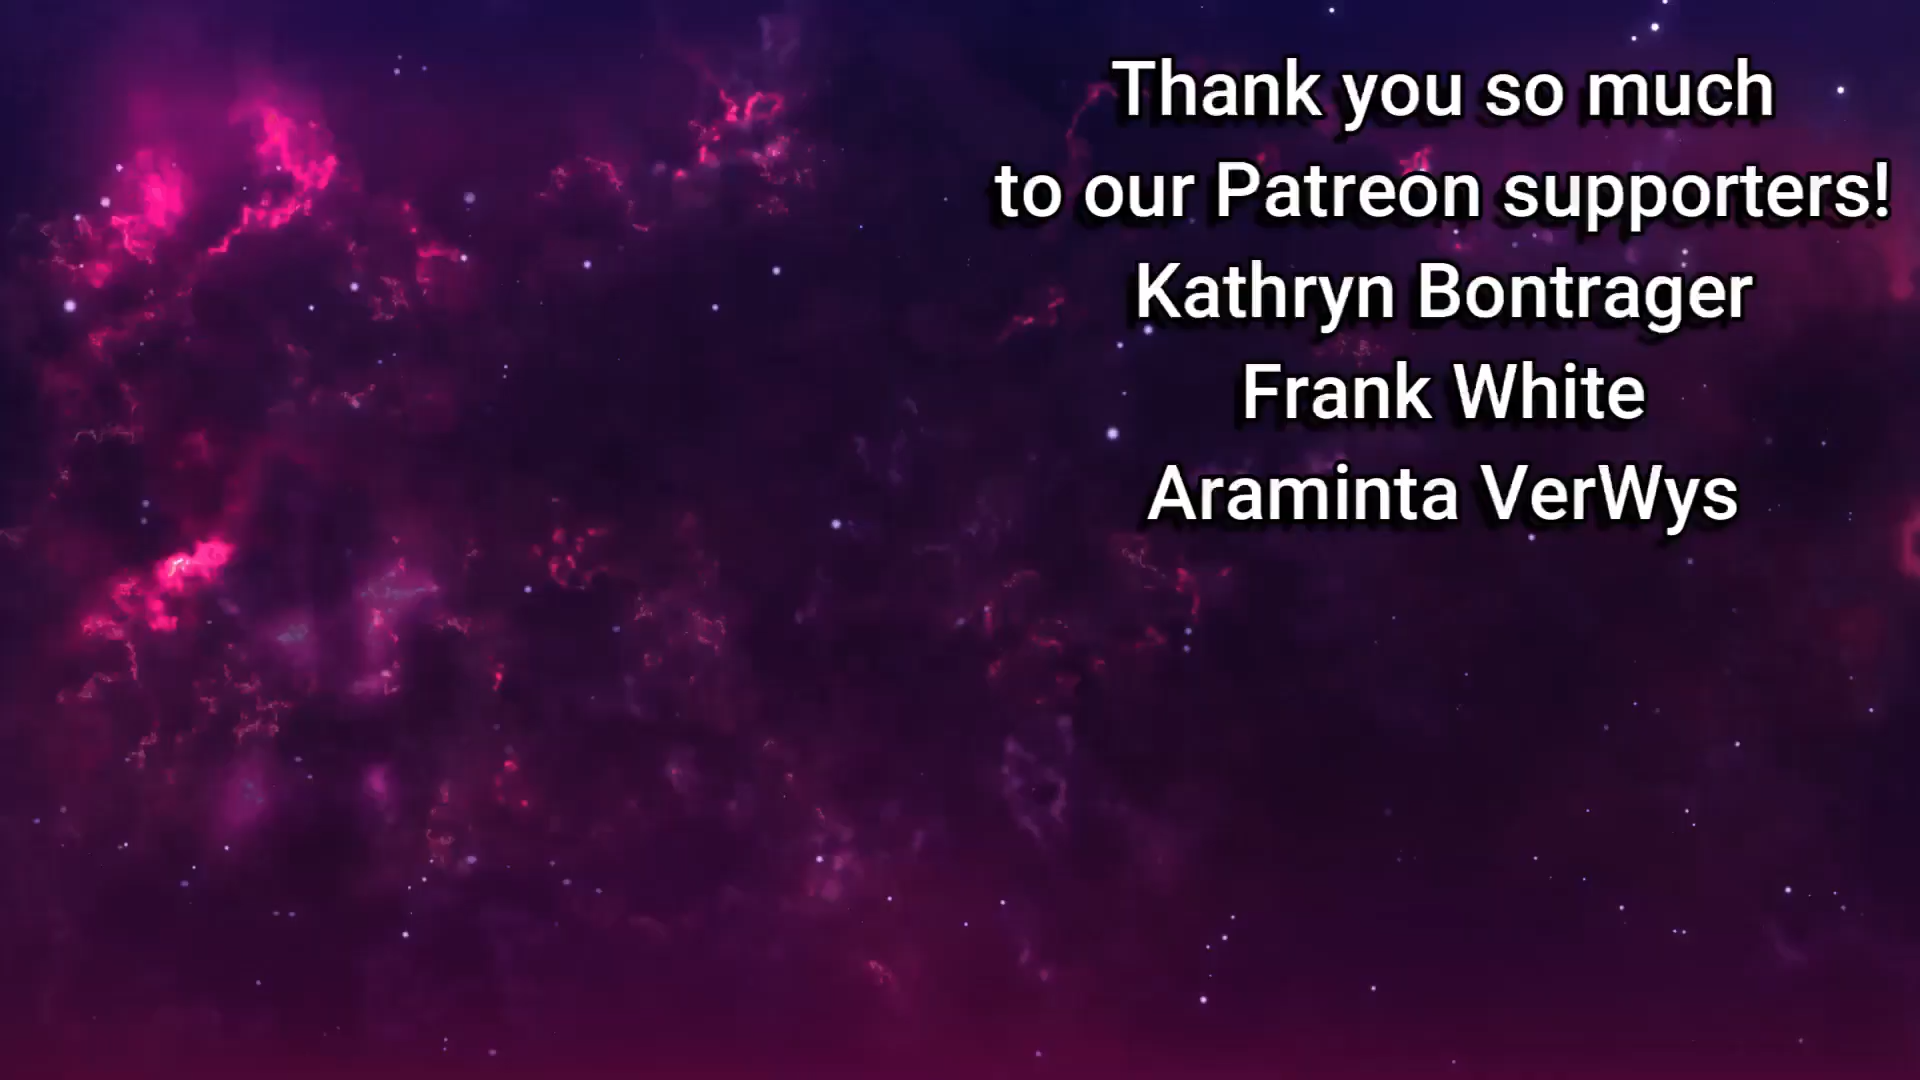 Thank you so much
to our Patreon supporters!
Kathryn Bontrager
Frank White
Araminta VerWys